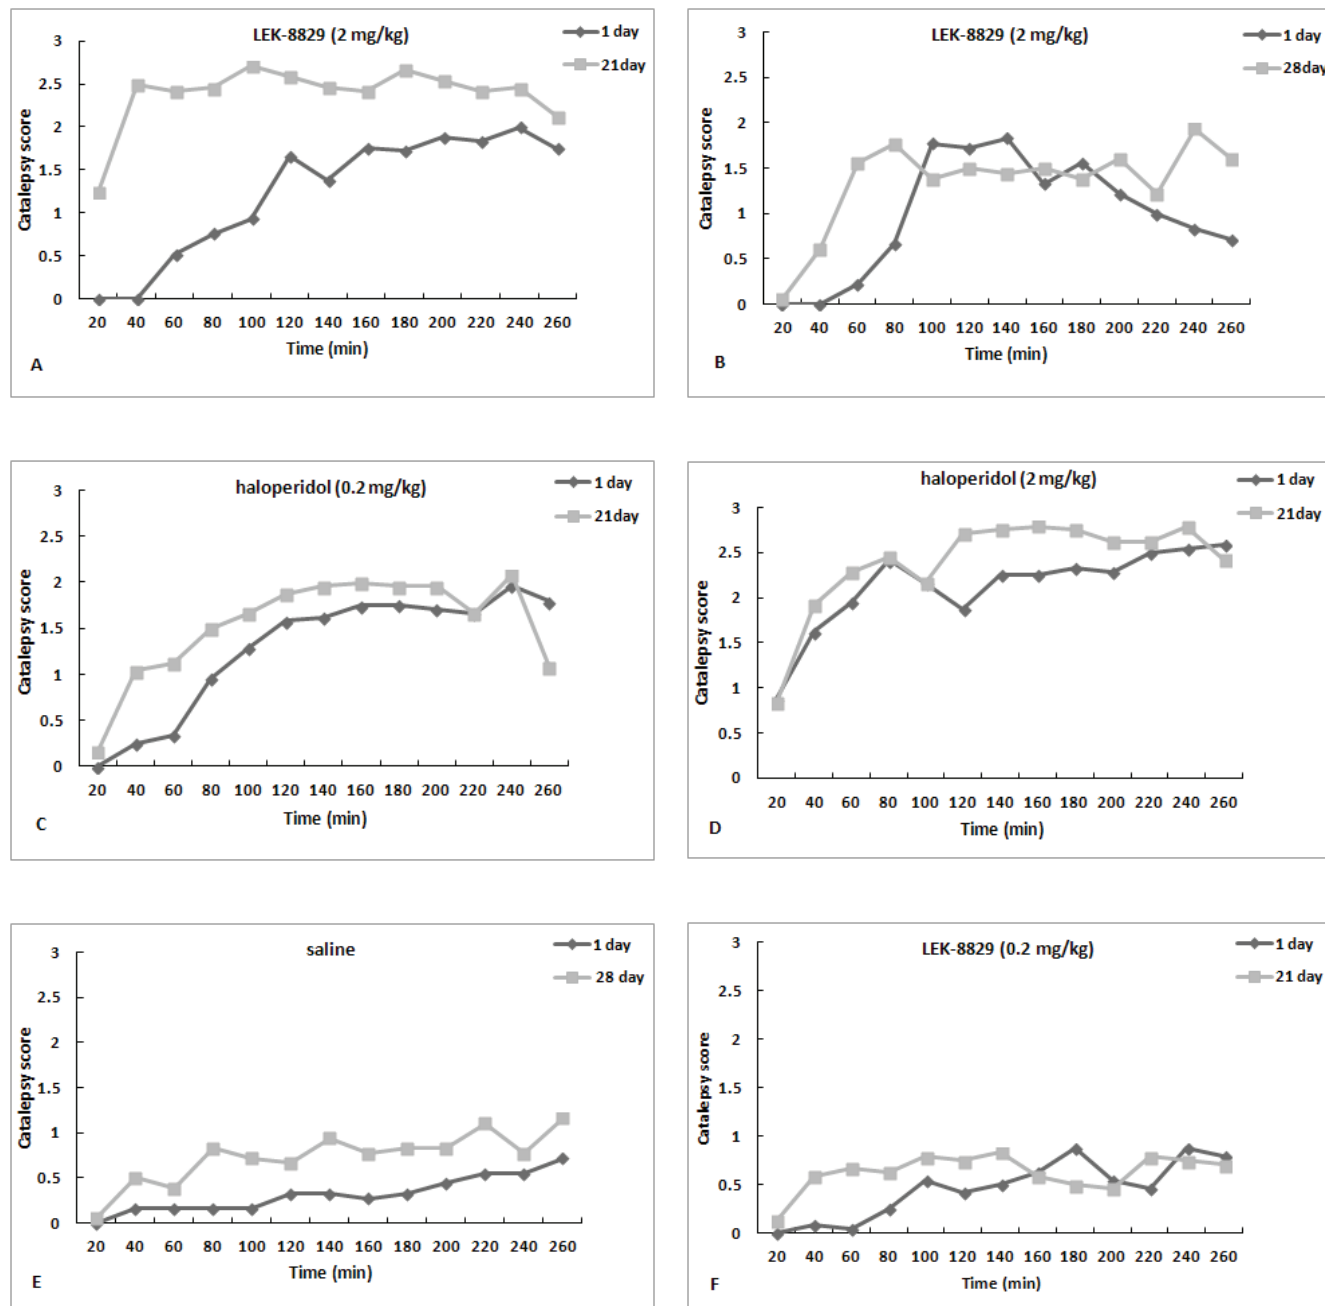 LEK-8829 (2 mg/kg)
1 day
21day
3
2.5
2
1.5
1
0.5
0
Catalepsy score
20 40 60 80 100 120 140 160 180 200 220 240 260
Time (min)
A
LEK-8829 (2 mg/kg)
1 day
28day
3
2.5
2
1.5
1
0.5
0
Catalepsy score
20 40 60 80 100 120 140 160 180 200 220 240 260
Time (min)
B
haloperidol (0.2 mg/kg)
1 day
21day
3
2.5
2
1.5
1
0.5
0
Catalepsy score
20 40 60 80 100 120 140 160 180 200 220 240 260
Time (min)
C
haloperidol (2 mg/kg)
1 day
21day
3
2.5
2
1.5
1
0.5
0
Catalepsy score
20 40 60 80 100 120 140 160 180 200 220 240 260
Time (min)
D
saline
1 day
28 day
3
2.5
2
1.5
1
0.5
0
Catalepsy score
20 40 60 80 100 120 140 160 180 200 220 240 260
Time (min)
E
LEK-8829 (0.2 mg/kg)
1 day
21 day
3
2.5
2
1.5
1
0.5
0
Catalepsy score
20 40 60 80 100 120 140 160 180 200 220 240 260
Time (min)
F